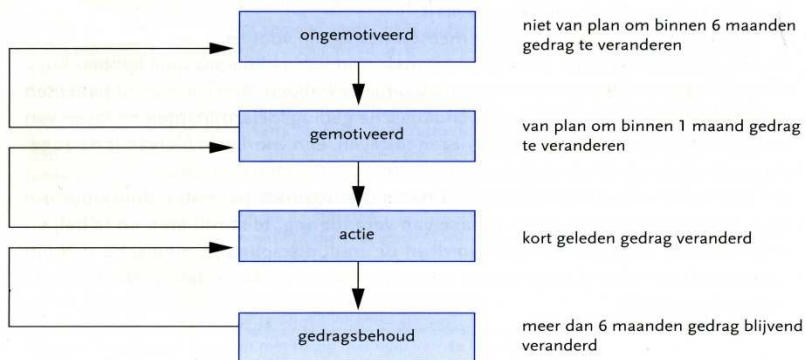 ongemotiveerd
niet van plan om binnen 6 maanden
gedrag te veranderen
gemotiveerd
van plan om binnen 1 maand gedrag
te veranderen
actie
kort geleden gedrag veranderd
gedragsbehoud
meer dan 6 maanden gedrag blijvend
veranderd